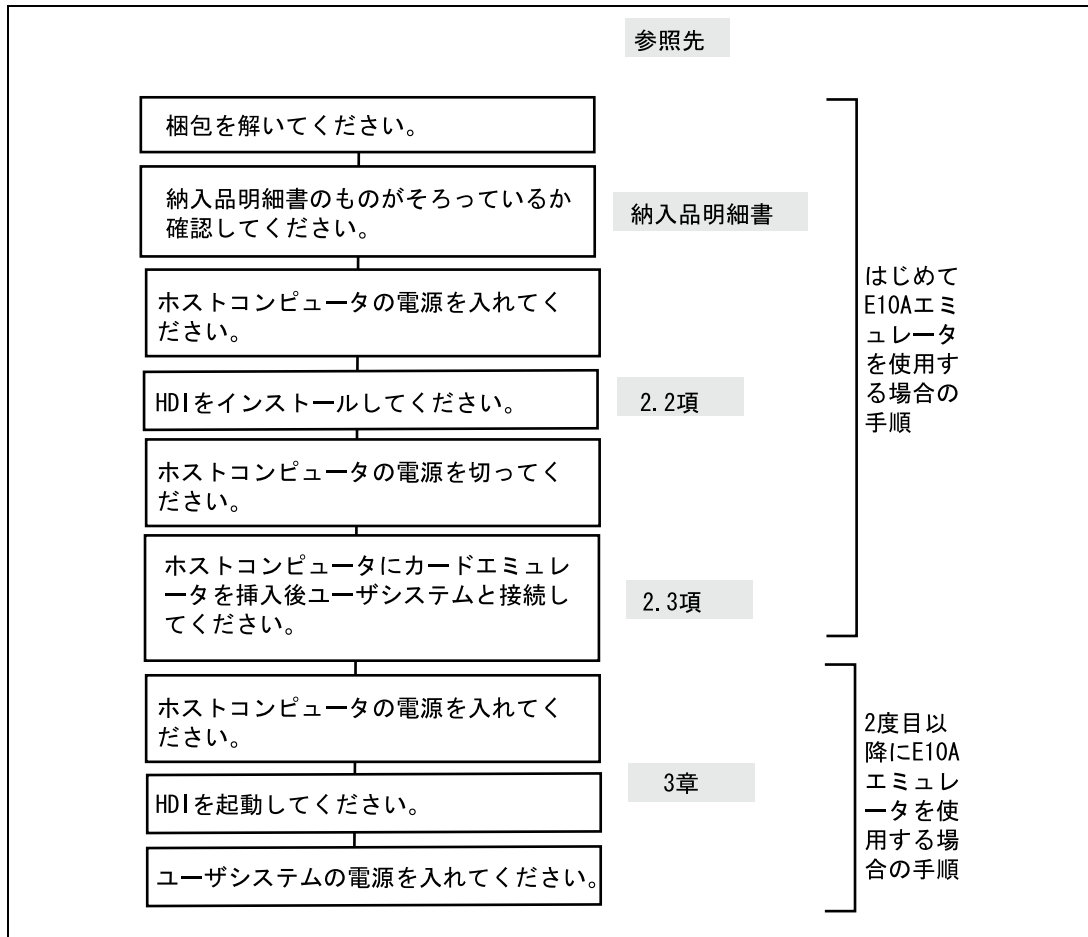 参照先
梱包を解いてください。
納入品明細書のものがそろっているか
確認してください。
納入品明細書
ホストコンピュータの電源を入れてく
ださい。
HDIをインストールしてください。
2.2項
ホストコンピュータの電源を切ってく
ださい。
ホストコンピュータにカードエミュレ
ータを挿入後ユーザシステムと接続し
てください。
2.3項
はじめて
E10Aエミ
ュレータ
を使用す
る場合の
手順
ホストコンピュータの電源を入れてく
ださい。
HDIを起動してください。
3章
ユーザシステムの電源を入れてください。
2度目以
降にE10A
エミュレ
ータを使
用する場
合の手順